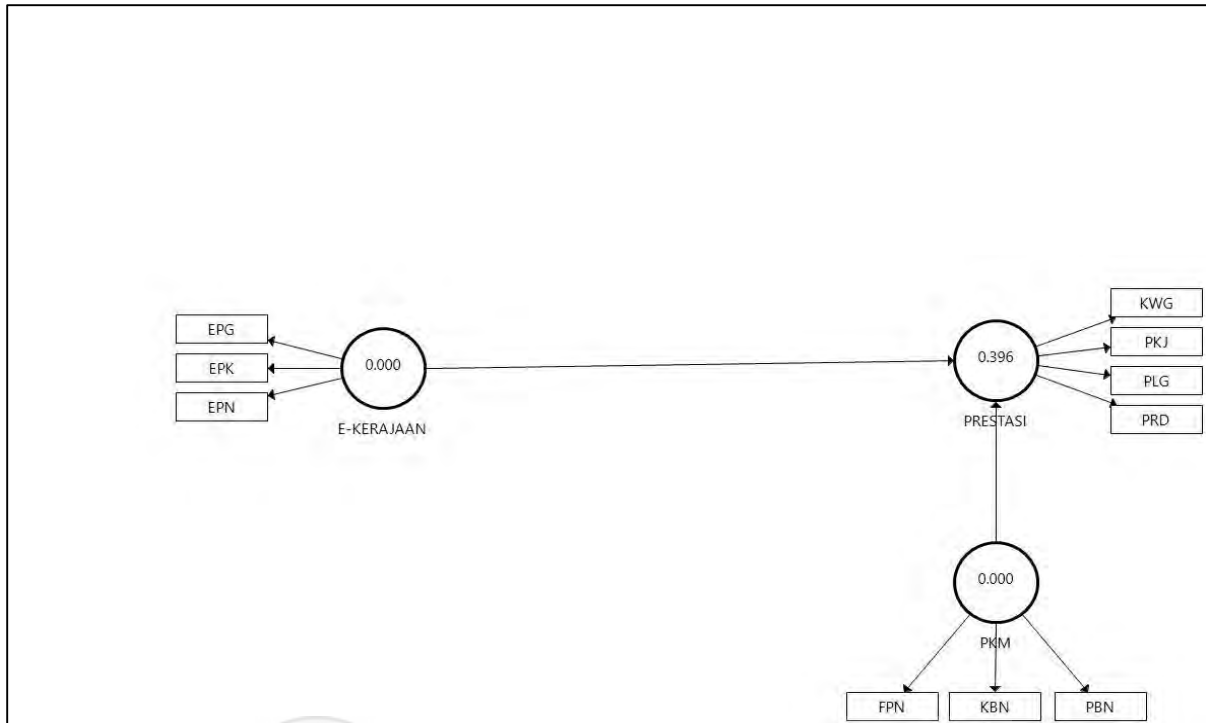 EPG
EPK
EPN
0.000
E-KERAJAAN
0.396
PRESTASI
KWG
PKJ
PLG
PRD
0.000
PKM
FPN
KBN
PBN